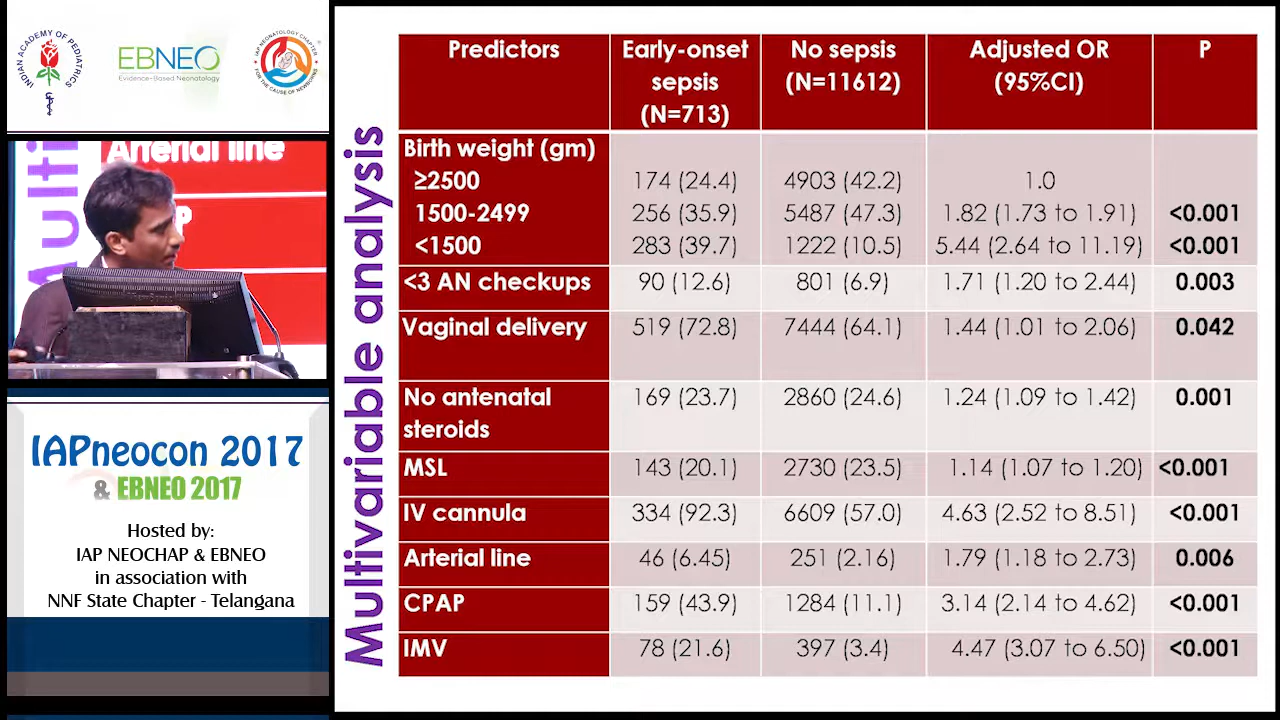 INDIAN ACADEMY OF PEDIATRICS
EBNEO
Evidence-Based Neonatology
IAP NEONATOLOGY CHAPTER
FOR THE CAUSE OF NEWBORNS
Arterial line
P
Multi
IAPneocon 2017
& EBNEO 2017
Hosted by:
IAP NEOCHAP & EBNEO
in association with
NNF State Chapter - Telangana
Multivariable analysis
Predictors Early-onset sepsis (N=713) No sepsis (N=11612) Adjusted OR (95%CI) P
Birth weight (gm)
≥2500 174 (24.4) 4903 (42.2) 1.0
1500-2499 256 (35.9) 5487 (47.3) 1.82 (1.73 to 1.91) <0.001
<1500 283 (39.7) 1222 (10.5) 5.44 (2.64 to 11.19) <0.001
<3 AN checkups 90 (12.6) 801 (6.9) 1.71 (1.20 to 2.44) 0.003
Vaginal delivery 519 (72.8) 7444 (64.1) 1.44 (1.01 to 2.06) 0.042
No antenatal steroids 169 (23.7) 2860 (24.6) 1.24 (1.09 to 1.42) 0.001
MSL 143 (20.1) 2730 (23.5) 1.14 (1.07 to 1.20) <0.001
IV cannula 334 (92.3) 6609 (57.0) 4.63 (2.52 to 8.51) <0.001
Arterial line 46 (6.45) 251 (2.16) 1.79 (1.18 to 2.73) 0.006
CPAP 159 (43.9) 1284 (11.1) 3.14 (2.14 to 4.62) <0.001
IMV 78 (21.6) 397 (3.4) 4.47 (3.07 to 6.50) <0.001